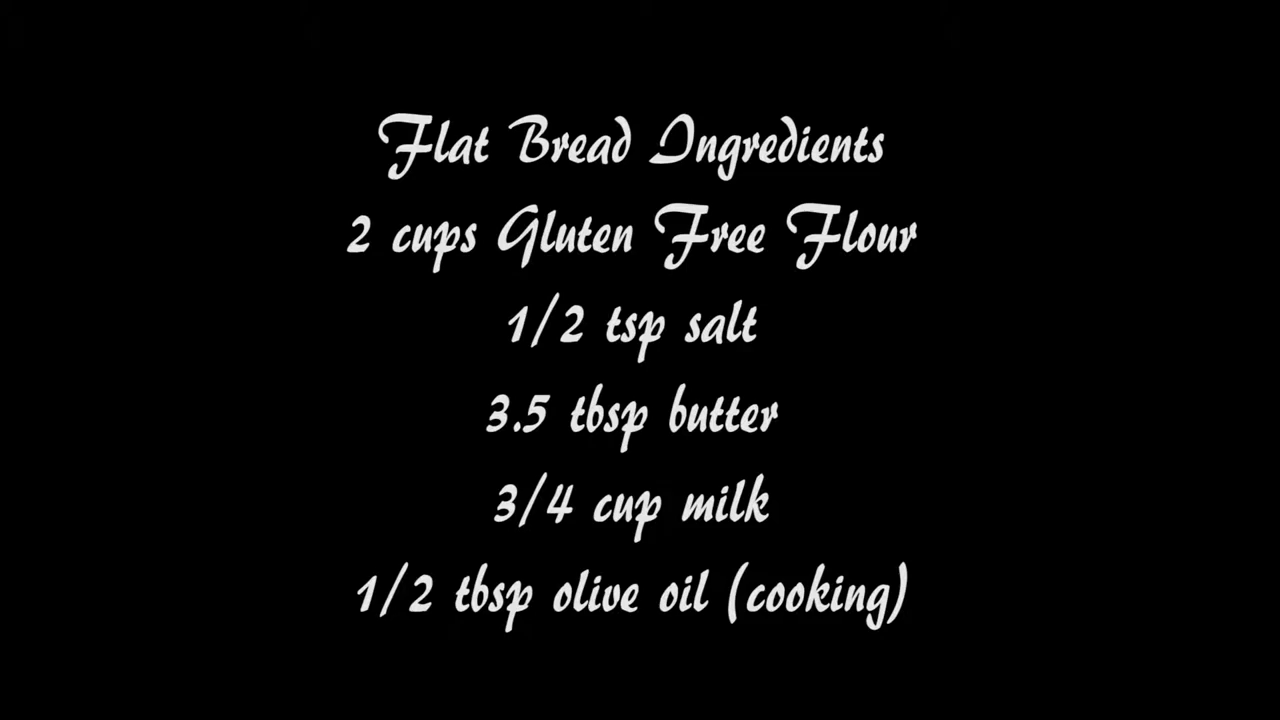 Flat Bread Ingredients
2 cups Gluten Free Flour
1/2 tsp salt
3.5 tbsp butter
3/4 cup milk
1/2 tbsp olive oil (cooking)